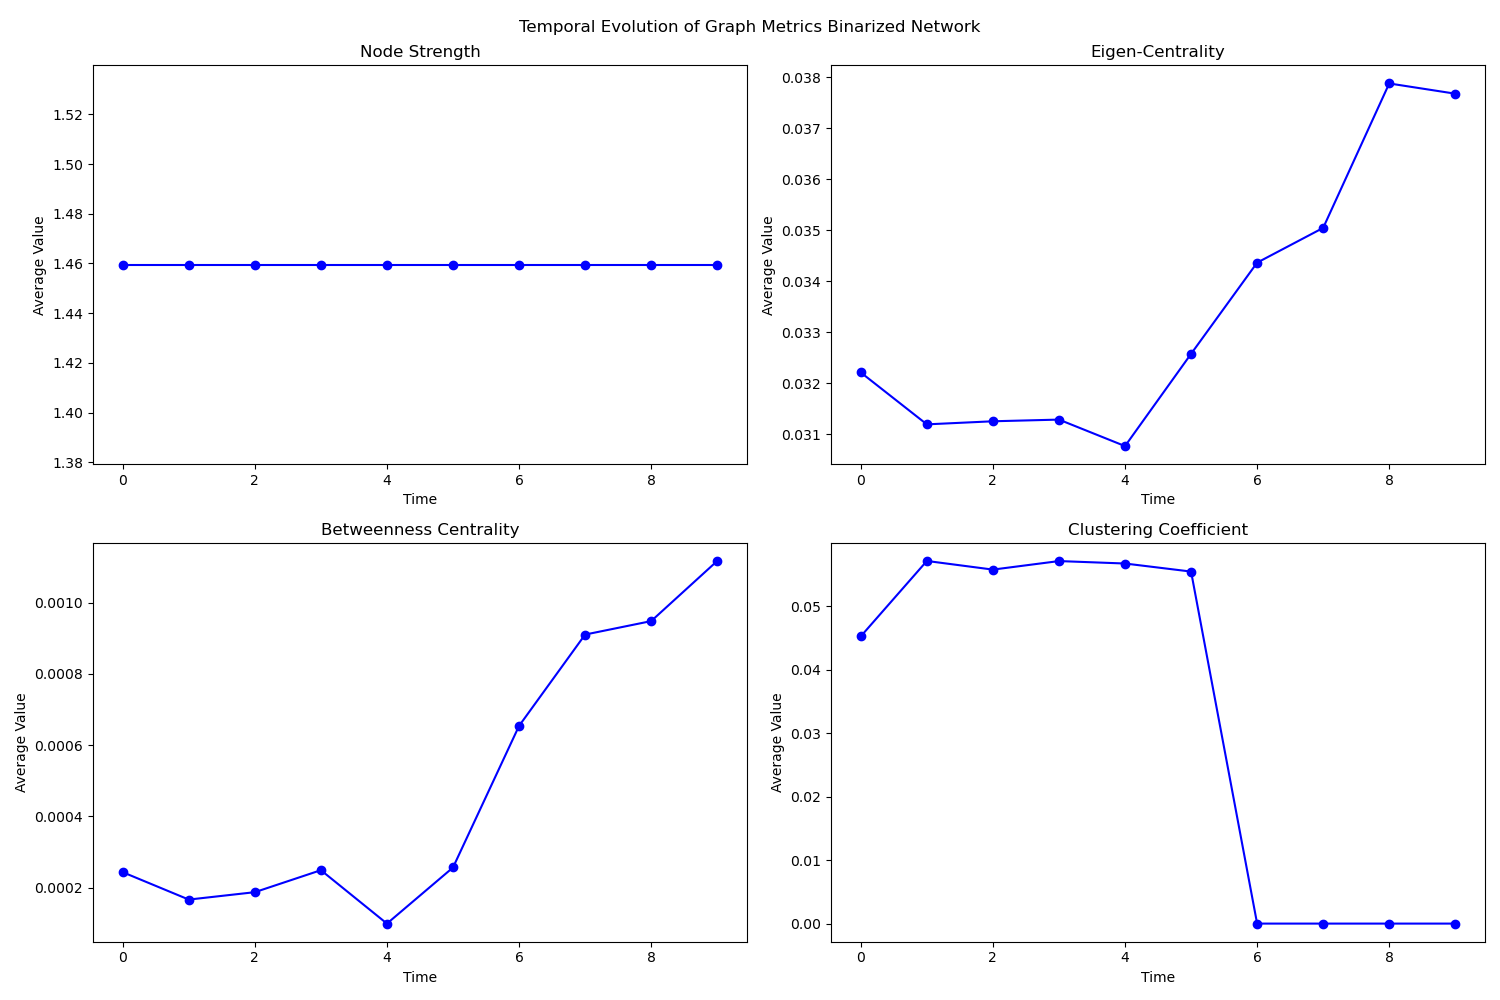 Temporal Evolution of Graph Metrics Binarized Network
Node Strength
Average Value
1.52
1.50
1.48
1.46
1.44
1.42
1.40
1.38
0 2 4 6 8
Time
Eigen-Centrality
Average Value
0.038
0.037
0.036
0.035
0.034
0.033
0.032
0.031
0 2 4 6 8
Time
Betweenness Centrality
Average Value
0.0010
0.0008
0.0006
0.0004
0.0002
0 2 4 6 8
Time
Clustering Coefficient
Average Value
0.05
0.04
0.03
0.02
0.01
0.00
0 2 4 6 8
Time